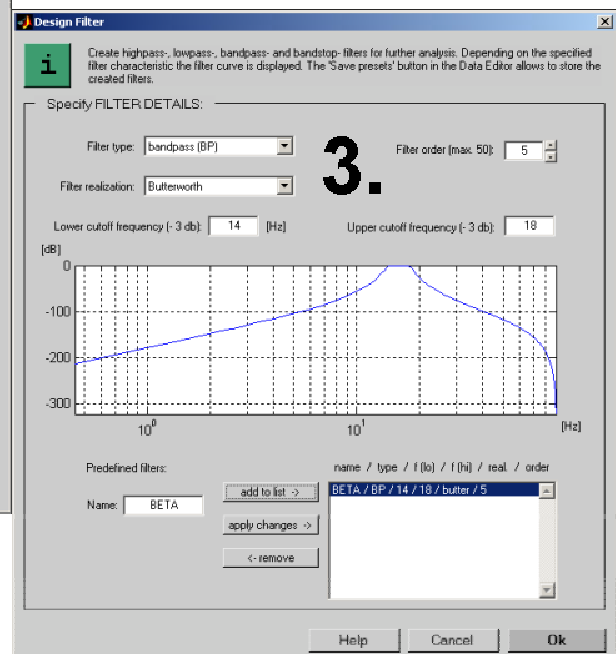 Design Filter
i
Create highpass-, lowpass-, bandpass- and bandstop- filters for further analysis. Depending on the specified
filter characteristic the filter curve is displayed. The 'Save presets' button in the Data Editor allows to store the
created filters.
Specify FILTER DETAILS:
Filter type: bandpass (BP)
3.
Filter order (max. 50): 5
Filter realization: Butterworth
Lower cutoff frequency (- 3 db): 14 [Hz]
Upper cutoff frequency (- 3 db): 18
[dB]
0
-100
-200
-300
10⁰
10¹
[Hz]
Predefined filters:
name / type / f (lo) / f (hi) / real. / order
Name: BETA
add to list ->
BETA / BP / 14 / 18 / butter / 5
apply changes ->
<- remove
Help
Cancel
Ok